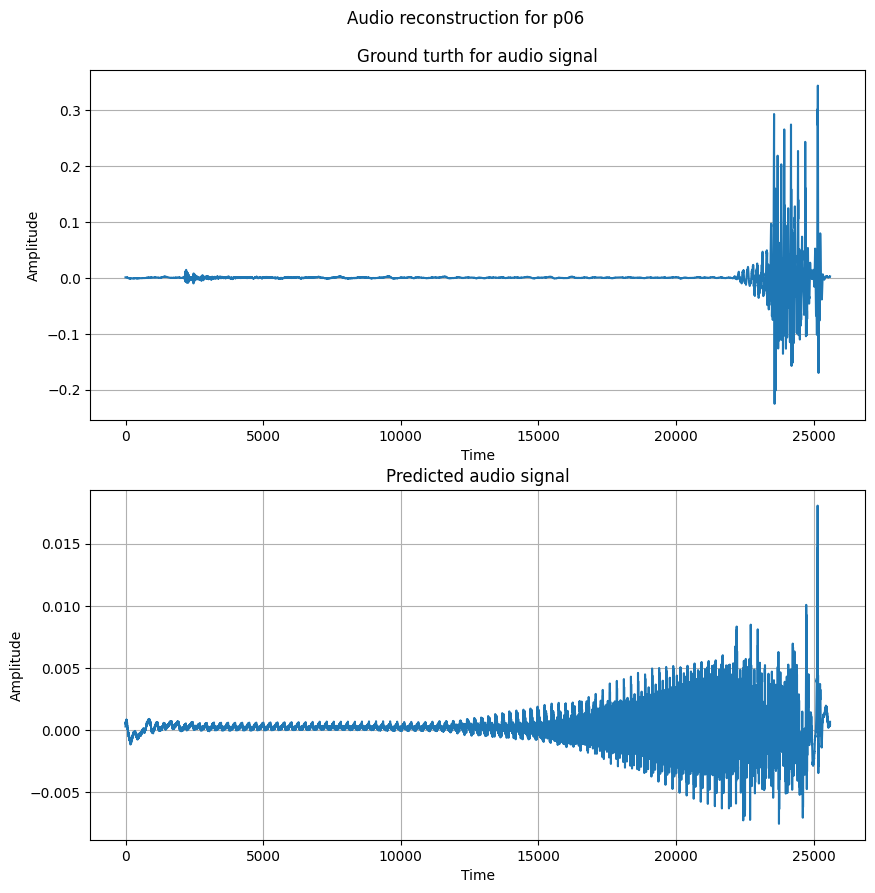 Audio reconstruction for p06
Ground turth for audio signal
Amplitude
0.3
0.2
0.1
0.0
−0.1
−0.2
0 5000 10000 15000 20000 25000
Time
Predicted audio signal
Amplitude
0.015
0.010
0.005
0.000
−0.005
0 5000 10000 15000 20000 25000
Time